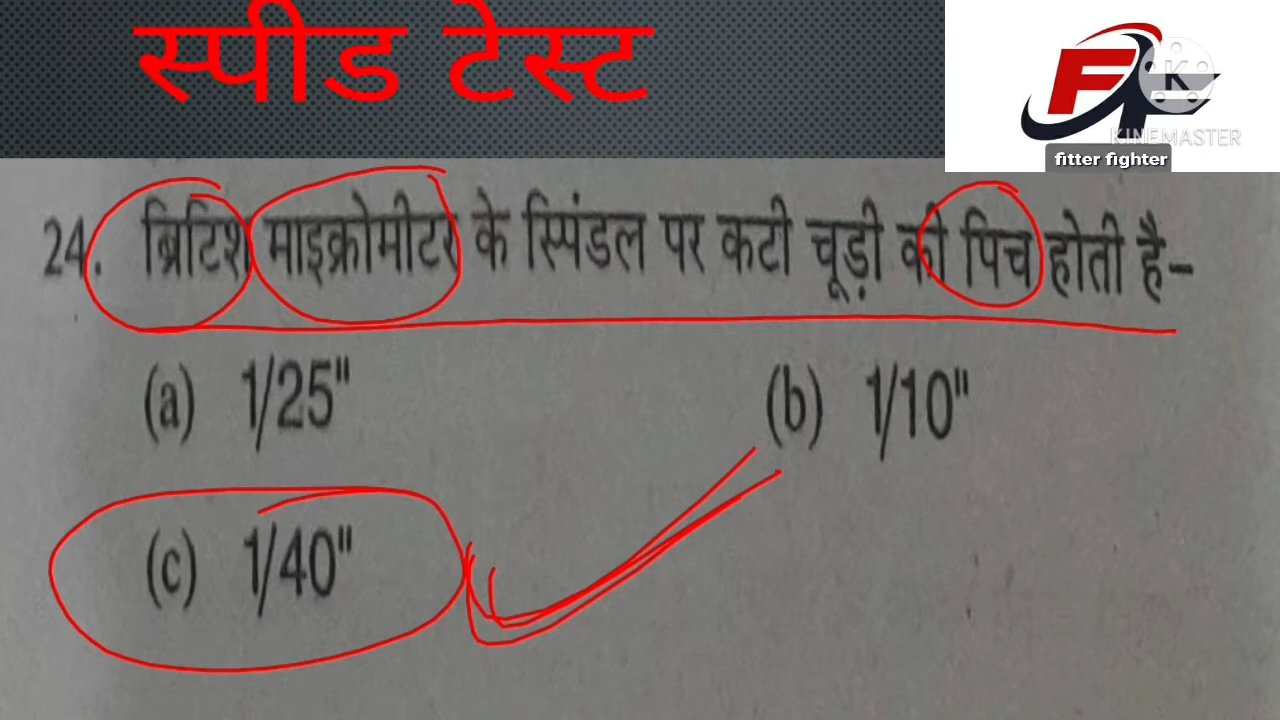 स्पीड टेस्ट
F K
KINEMASTER
fitter fighter
24. ब्रिटिश माइक्रोमीटर के स्पिंडल पर कटी चूड़ी की पिच होती है–
(a) 1/25"
(b) 1/10"
(c) 1/40"